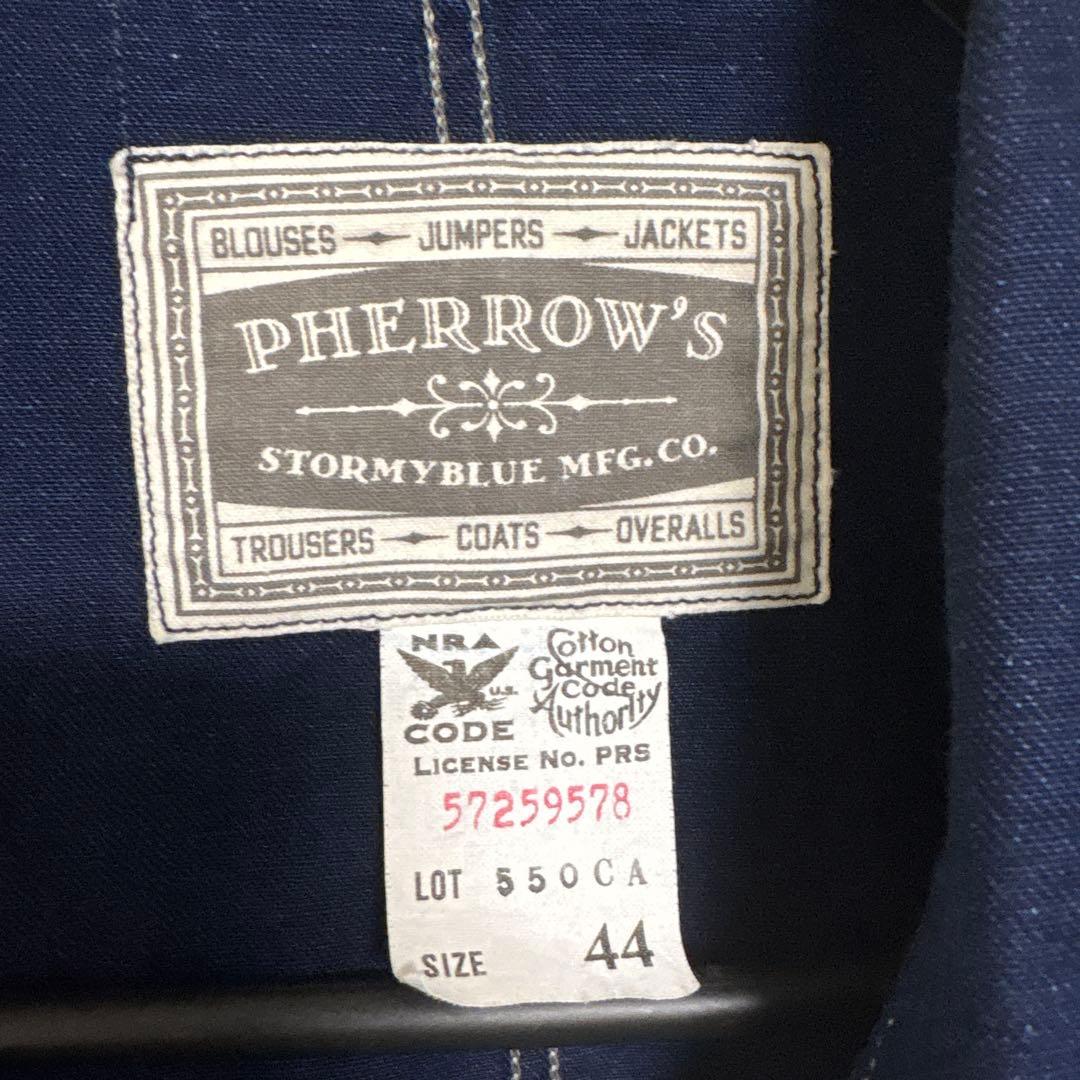 BLOUSES JUMPERS JACKETS
PHERROW'S
STORMYBLUE MFG. CO.
TROUSERS COATS OVERALLS
NRA
U.S.
CODE
Cotton
Garment
Code
Authority
LICENSE No. PRS
57259578
LOT 550CA
SIZE 44